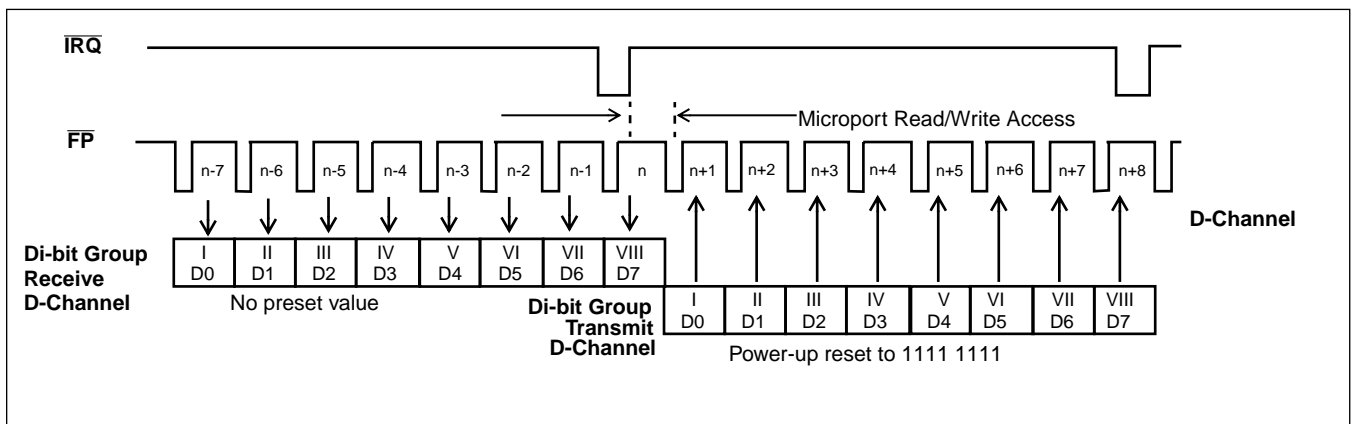 IRQ
Microport Read/Write Access
FP
n-7 n-6 n-5 n-4 n-3 n-2 n-1 n n+1 n+2 n+3 n+4 n+5 n+6 n+7 n+8
D-Channel
Di-bit Group
Receive
D-Channel
I II III IV V VI VII VIII
D0 D1 D2 D3 D4 D5 D6 D7
No preset value
Di-bit Group
Transmit
D-Channel
I II III IV V VI VII VIII
D0 D1 D2 D3 D4 D5 D6 D7
Power-up reset to 1111 1111